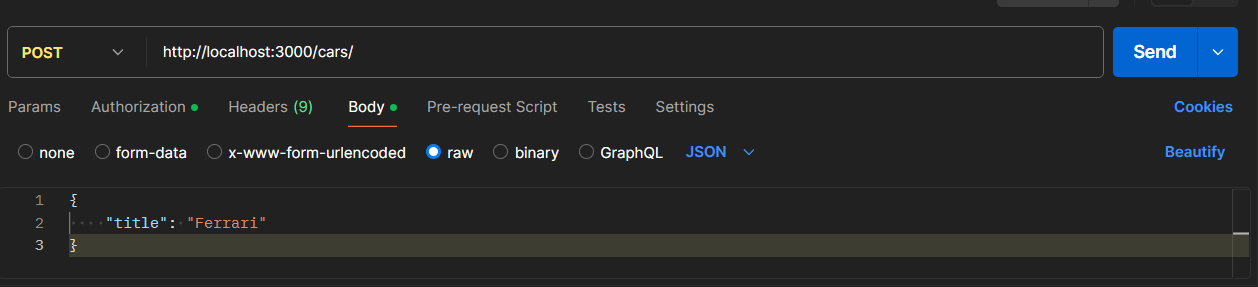 POST http://localhost:3000/cars/ Send
Params Authorization Headers (9) Body Pre-request Script Tests Settings Cookies
none form-data x-www-form-urlencoded raw binary GraphQL JSON Beautify
1 {
2 "title": "Ferrari"
3 }